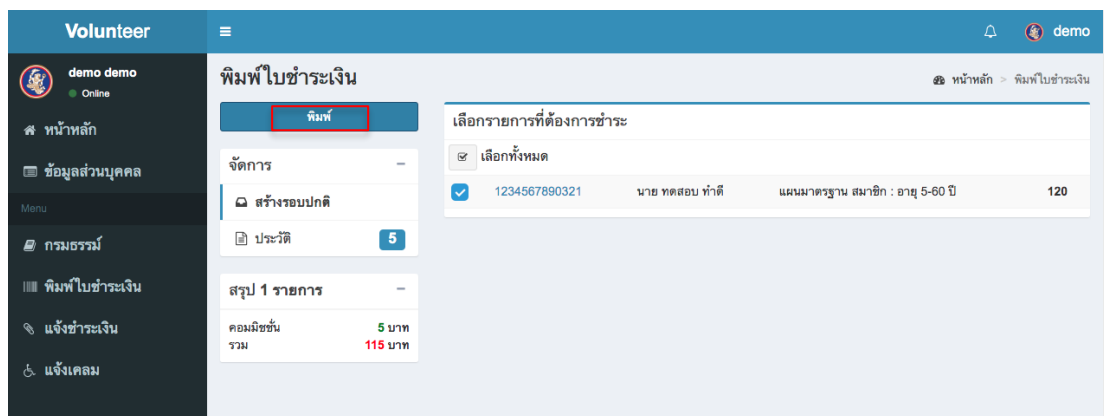 Volunteer
demo
demo demo
Online
หน้าหลัก
ข้อมูลส่วนบุคคล
Menu
กรมธรรม์
พิมพ์ใบชำระเงิน
แจ้งชำระเงิน
แจ้งเคลม
พิมพ์ใบชำระเงิน
หน้าหลัก > พิมพ์ใบชำระเงิน
พิมพ์
จัดการ
สร้างรอบปกติ
ประวัติ 5
สรุป 1 รายการ
คอมมิชชั่น 5 บาท
รวม 115 บาท
เลือกรายการที่ต้องการชำระ
เลือกทั้งหมด
1234567890321 นาย ทดสอบ ทำดี แผนมาตรฐาน สมาชิก : อายุ 5-60 ปี 120